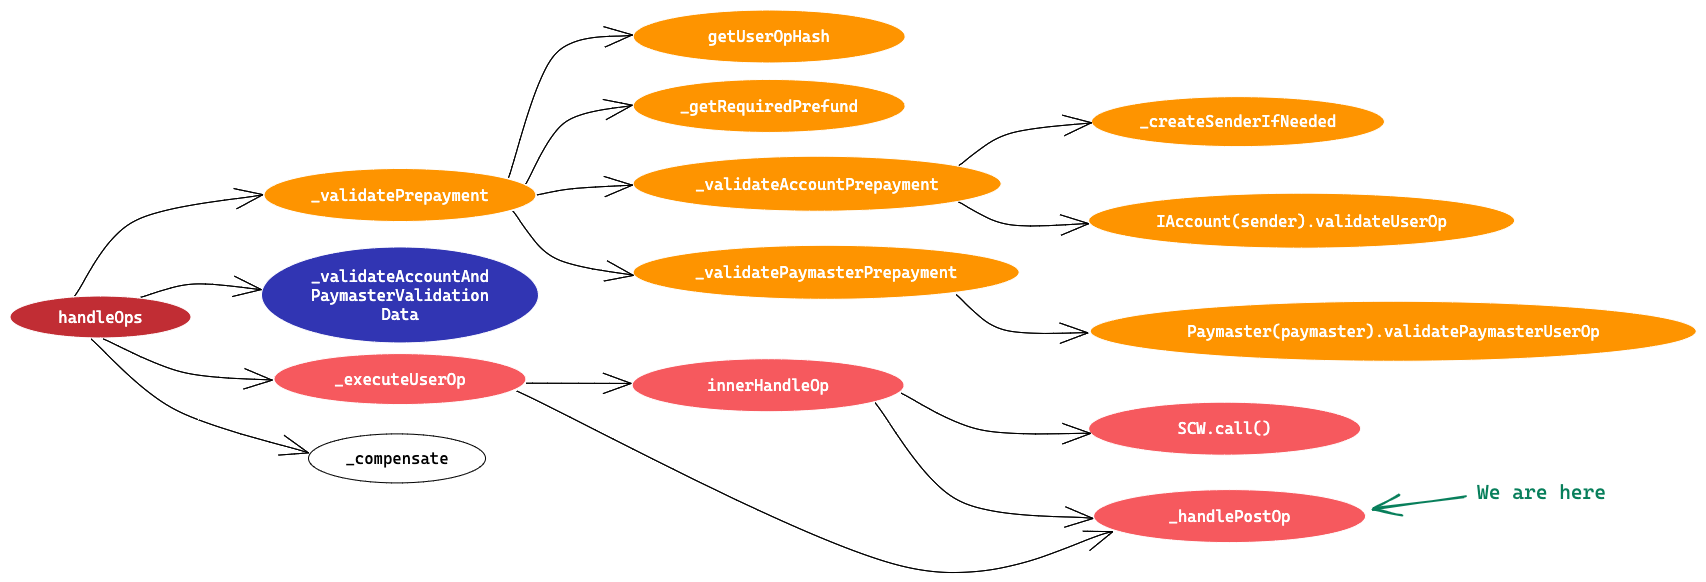 getUserOpHash
_getRequiredPrefund
_createSenderIfNeeded
_validatePrepayment
_validateAccountPrepayment
IAccount(sender).validateUserOp
_validateAccountAnd
PaymasterValidation
Data
_validatePaymasterPrepayment
handleOps
Paymaster(paymaster).validatePaymasterUserOp
_executeUserOp
innerHandleOp
SCW.call()
_compensate
We are here
_handlePostOp